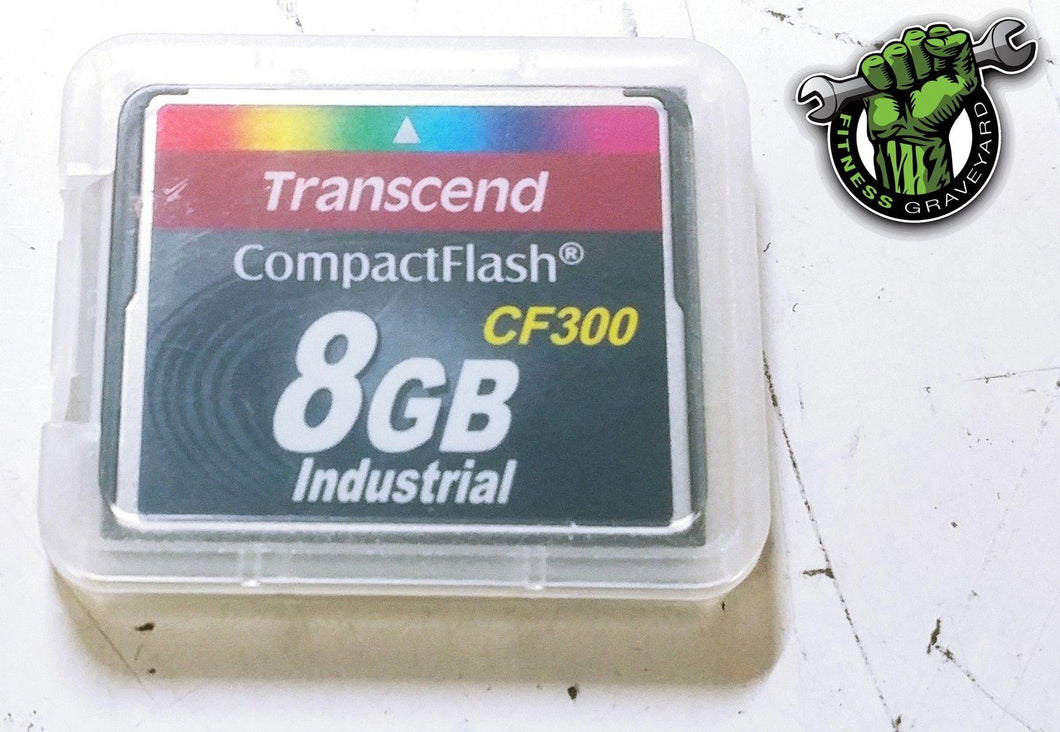 Transcend
CompactFlash®
CF300
8GB
Industrial
FITNESS GRAVEYARD